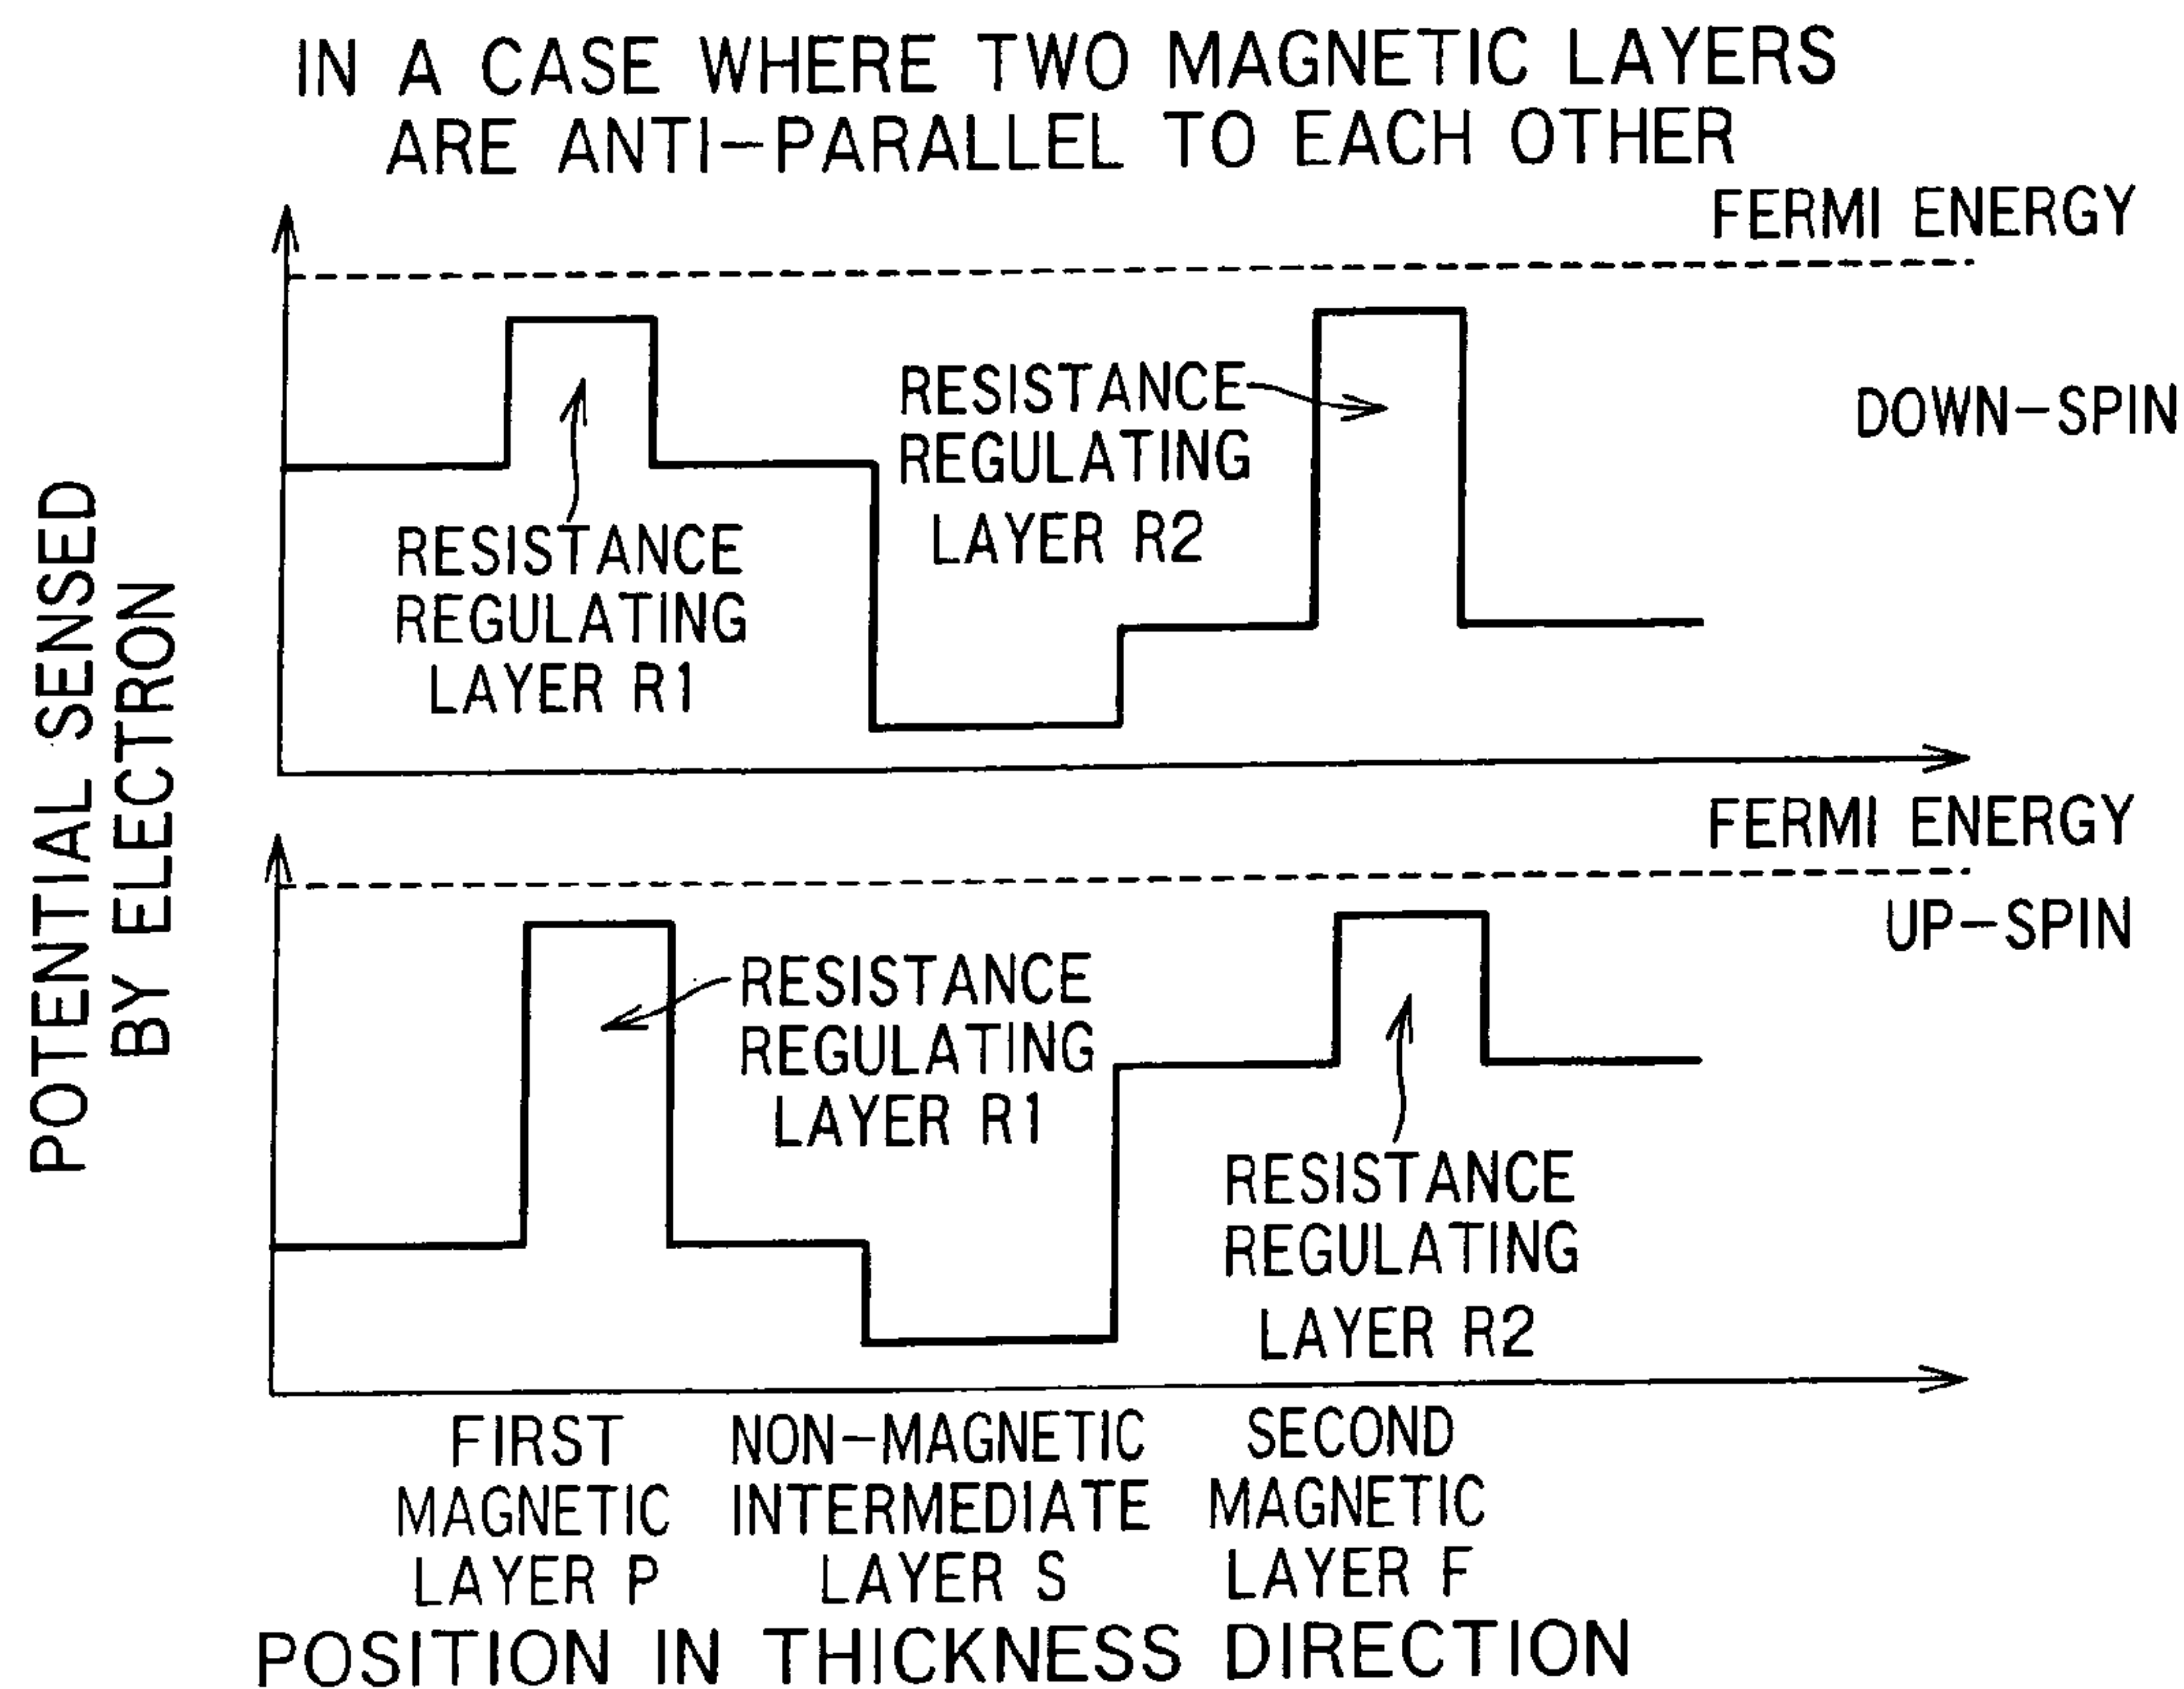 IN A CASE WHERE TWO MAGNETIC LAYERS
ARE ANTI-PARALLEL TO EACH OTHER
FERMI ENERGY
RESISTANCE
REGULATING
LAYER R2
DOWN-SPIN
RESISTANCE
REGULATING
LAYER R1
POTENTIAL SENSED
BY ELECTRON
FERMI ENERGY
UP-SPIN
RESISTANCE
REGULATING
LAYER R1
RESISTANCE
REGULATING
LAYER R2
FIRST
MAGNETIC
LAYER P
NON-MAGNETIC
INTERMEDIATE
LAYER S
SECOND
MAGNETIC
LAYER F
POSITION IN THICKNESS DIRECTION